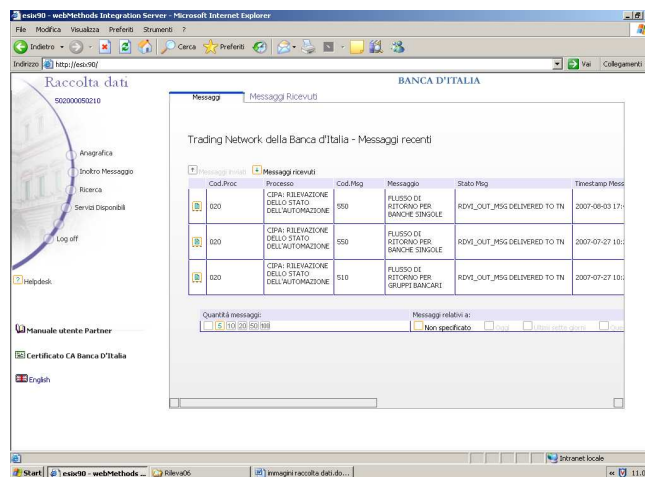 esix90 - webMethods Integration Server - Microsoft Internet Explorer
File Modifica Visualizza Preferiti Strumenti ?
Indietro Cerca Preferiti
Indirizzo http://esix90/ Vai Collegamenti
Raccolta dati
502000050210
BANCA D'ITALIA
Messaggi Messaggi Ricevuti
Anagrafica
Inoltro Messaggio
Ricerca
Servizi Disponibili
Log off
Helpdesk
Manuale utente Partner
Certificato CA Banca D'Italia
English
Trading Network della Banca d'Italia - Messaggi recenti
Messaggi inviati Messaggi ricevuti
Cod.Proc Processo Cod.Msg Messaggio Stato Msg Timestamp Mess
020 CIPA: RILEVAZIONE DELLO STATO DELL'AUTOMAZIONE 550 FLUSSO DI RITORNO PER BANCHE SINGOLE RDVI_OUT_MSG DELIVERED TO TN 2007-08-03 17:
020 CIPA: RILEVAZIONE DELLO STATO DELL'AUTOMAZIONE 550 FLUSSO DI RITORNO PER BANCHE SINGOLE RDVI_OUT_MSG DELIVERED TO TN 2007-07-27 10:
020 CIPA: RILEVAZIONE DELLO STATO DELL'AUTOMAZIONE 510 FLUSSO DI RITORNO PER GRUPPI BANCARI RDVI_OUT_MSG DELIVERED TO TN 2007-07-27 10:
Quantità messaggi: Messaggi relativi a:
5 10 20 50 100 Non specificato Oggi Ultimi sette giorni
Intranet locale
Start esix90 - webMethods ... Rileva06 immagini raccolta dati.do... « 11.0